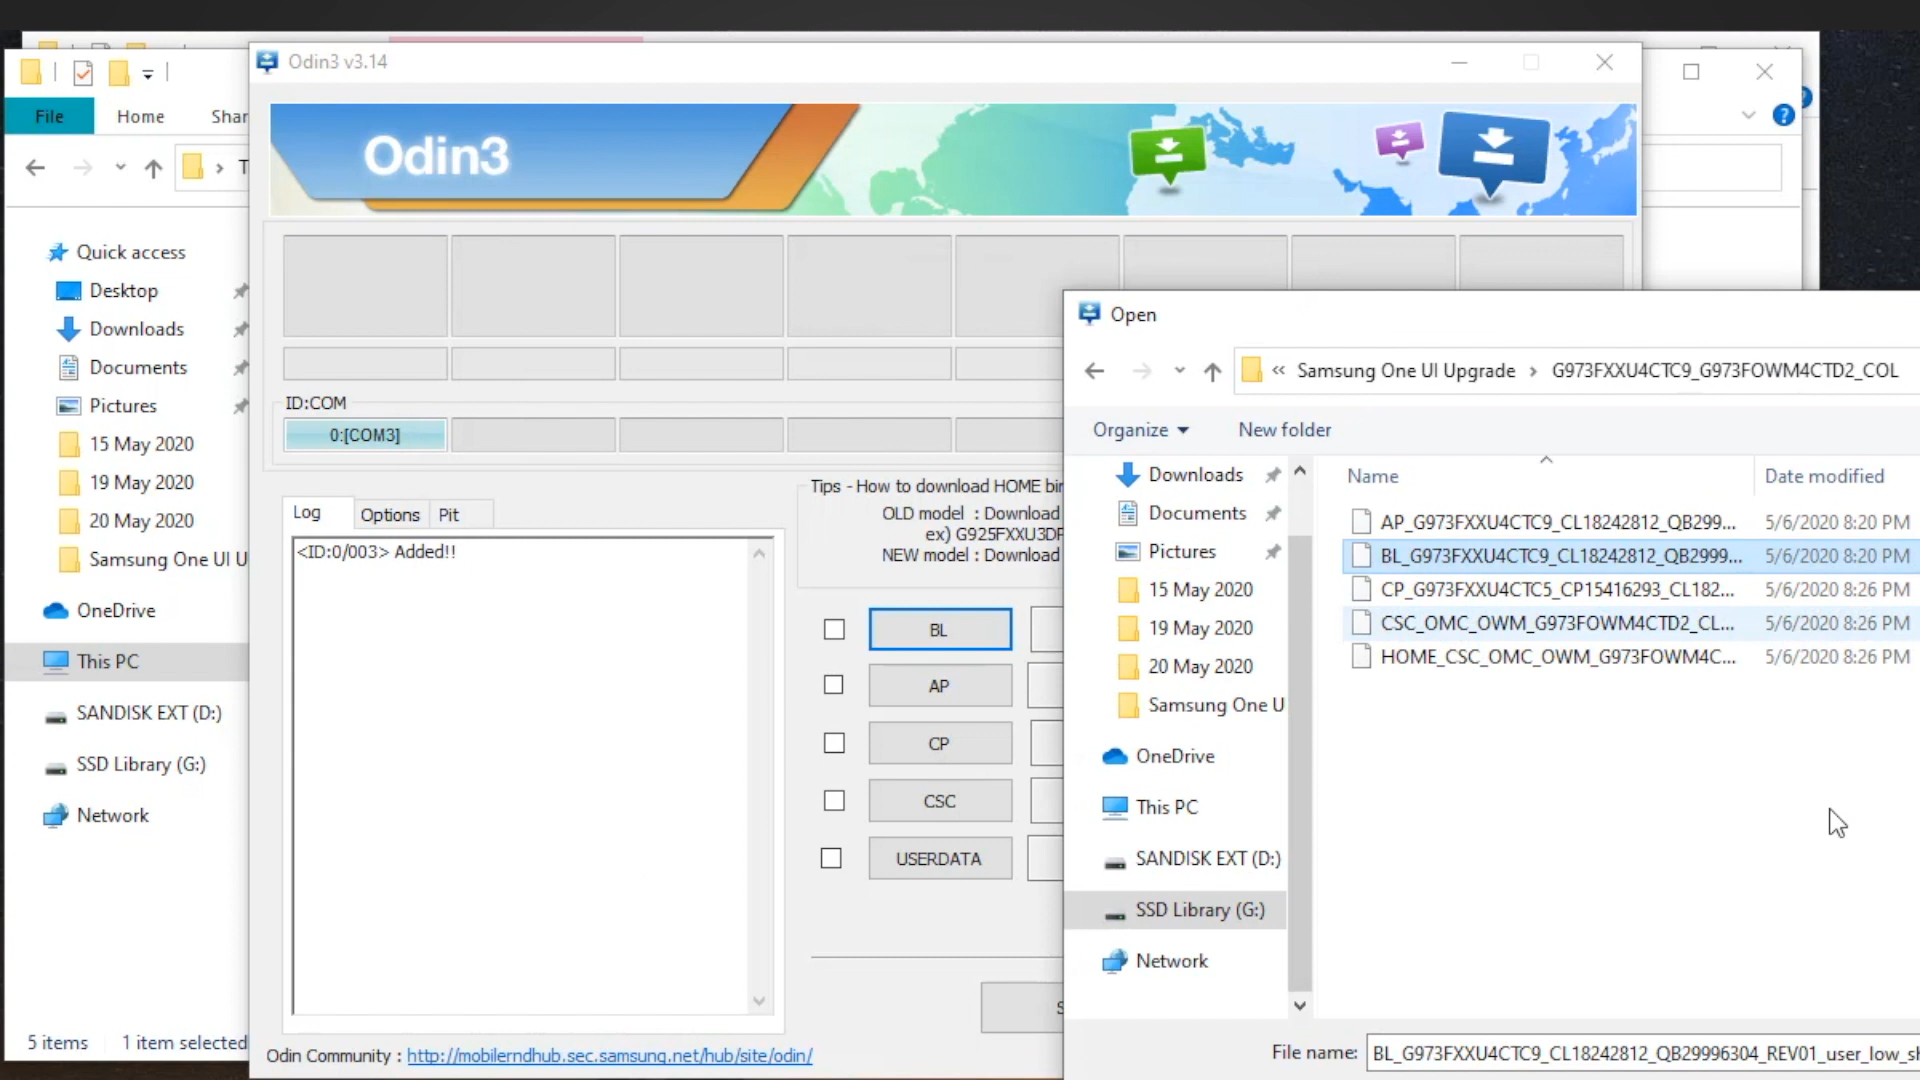 Odin3 v3.14
File
Home
Shar
Odin3
T
Quick access
Desktop
Downloads
Documents
Pictures
15 May 2020
19 May 2020
20 May 2020
Samsung One UI U
OneDrive
This PC
SANDISK EXT (D:)
SSD Library (G:)
Network
5 items 1 item selected
ID:COM
0:[COM3]
Log Options Pit
<ID:0/003> Added!!
Tips - How to download HOME bin
OLD model : Download
ex) G925FXXU3DP
NEW model : Download
BL
AP
CP
CSC
USERDATA
S
Odin Community : http://mobilerndhub.sec.samsung.net/hub/site/odin/
Open
« Samsung One UI Upgrade › G973FXXU4CTC9_G973FOWM4CTD2_COL
Organize New folder
Downloads
Documents
Pictures
15 May 2020
19 May 2020
20 May 2020
Samsung One U
OneDrive
This PC
SANDISK EXT (D:)
SSD Library (G:)
Network
Name Date modified
AP_G973FXXU4CTC9_CL18242812_QB299... 5/6/2020 8:20 PM
BL_G973FXXU4CTC9_CL18242812_QB2999... 5/6/2020 8:20 PM
CP_G973FXXU4CTC5_CP15416293_CL182... 5/6/2020 8:26 PM
CSC_OMC_OWM_G973FOWM4CTD2_CL... 5/6/2020 8:26 PM
HOME_CSC_OMC_OWM_G973FOWM4C... 5/6/2020 8:26 PM
File name: BL_G973FXXU4CTC9_CL18242812_QB29996304_REV01_user_low_sh